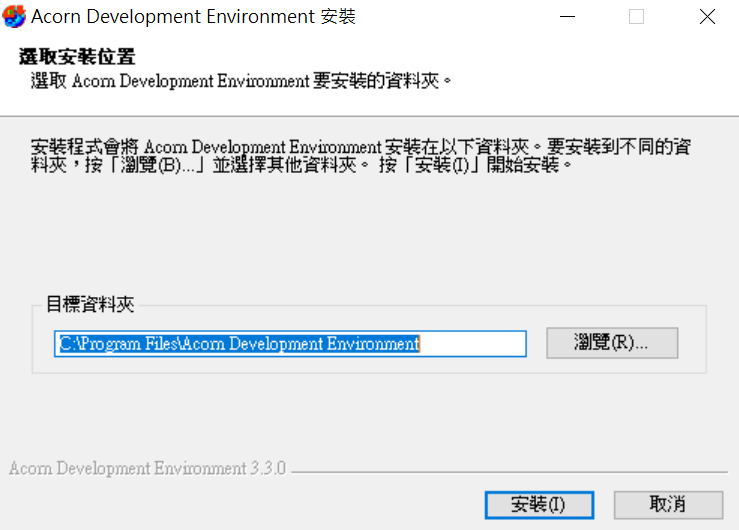 Acorn Development Environment 安裝
選取安裝位置
選取 Acorn Development Environment 要安裝的資料夾。
安裝程式會將 Acorn Development Environment 安裝在以下資料夾。要安裝到不同的資
料夾，按「瀏覽(B)...」並選擇其他資料夾。 按「安裝(I)」開始安裝。
目標資料夾
C:\Program Files\Acorn Development Environment
瀏覽(R)...
Acorn Development Environment 3.3.0
安裝(I)
取消